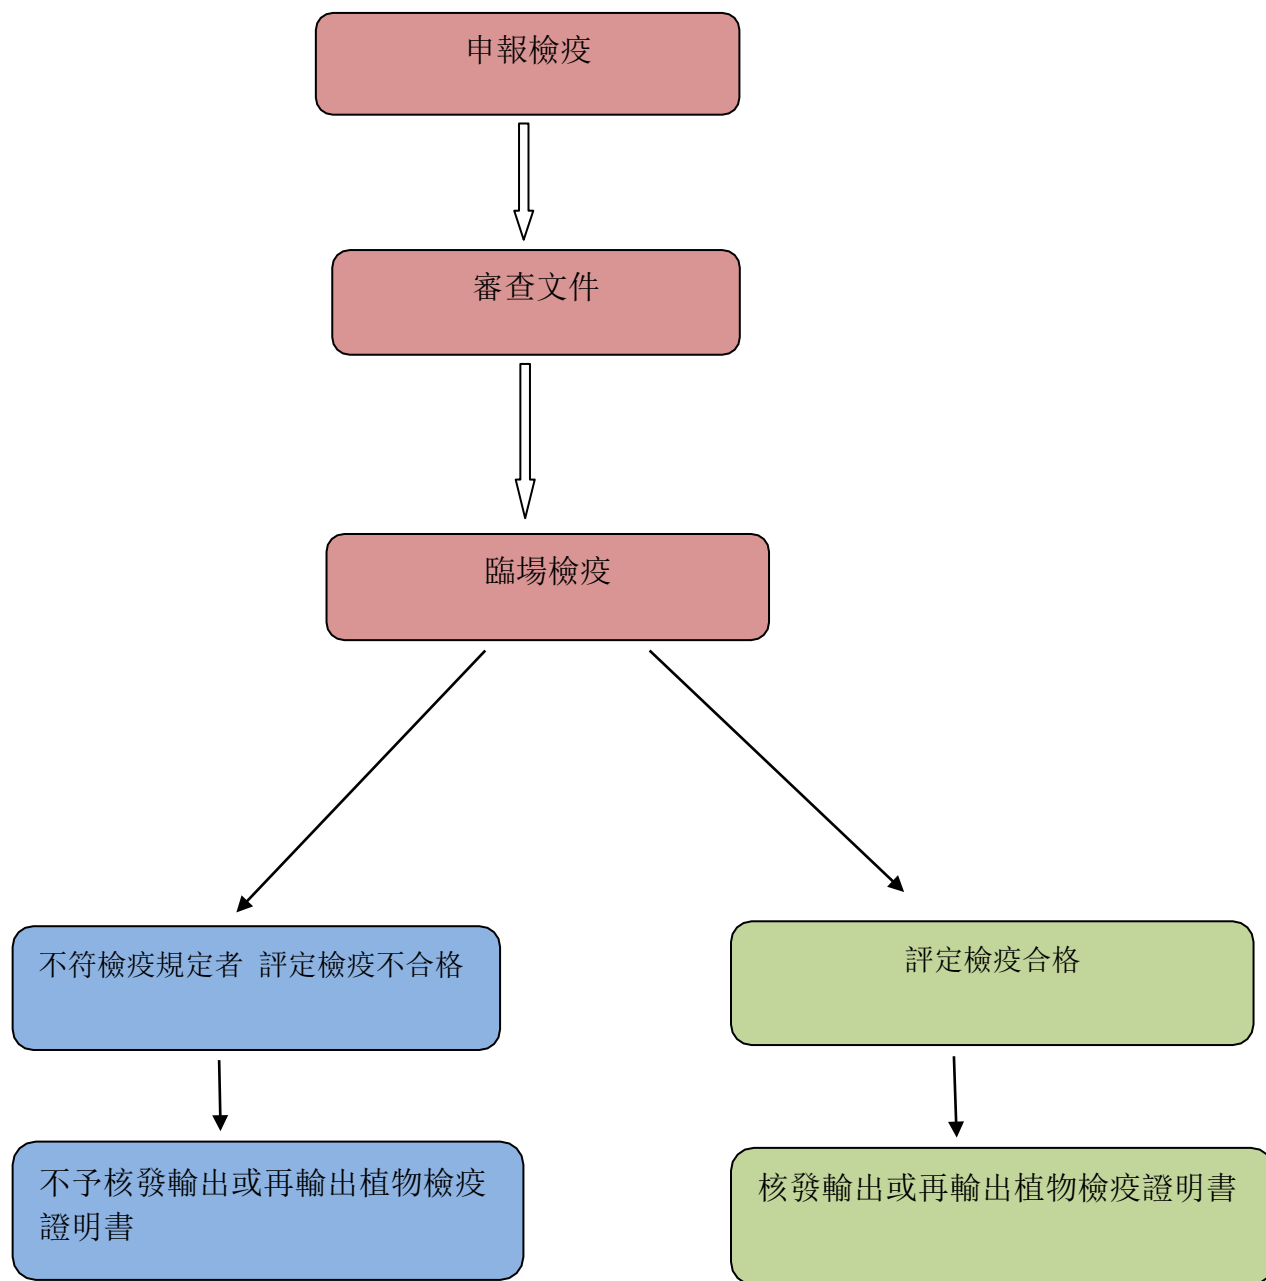 申報檢疫
審查文件
臨場檢疫
不符檢疫規定者 評定檢疫不合格
評定檢疫合格
不予核發輸出或再輸出植物檢疫
證明書
核發輸出或再輸出植物檢疫證明書